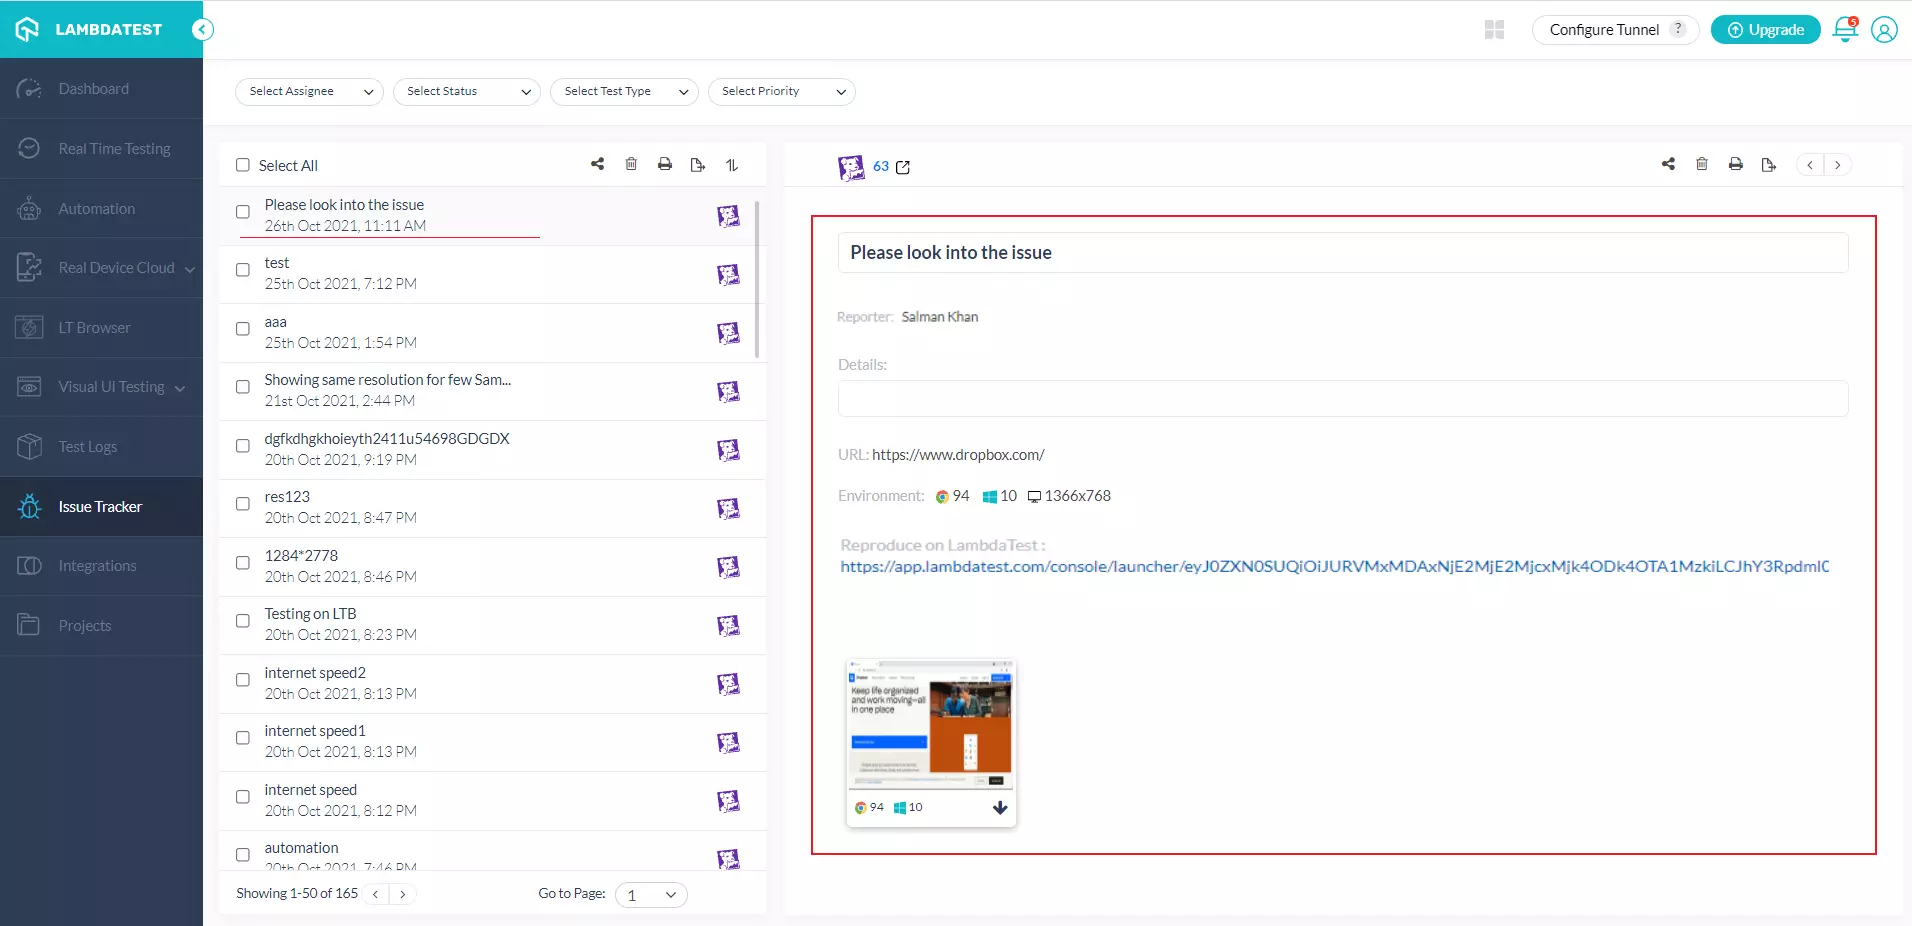 LAMBDATEST
Configure Tunnel ?
Upgrade
5
Dashboard
Real Time Testing
Automation
Real Device Cloud
LT Browser
Visual UI Testing
Test Logs
Issue Tracker
Integrations
Projects
Select Assignee
Select Status
Select Test Type
Select Priority
Select All
Please look into the issue
26th Oct 2021, 11:11 AM
test
25th Oct 2021, 7:12 PM
aaa
25th Oct 2021, 1:54 PM
Showing same resolution for few Sam...
21st Oct 2021, 2:44 PM
dgfkdhgkhoieyth2411u54698GDGDX
20th Oct 2021, 9:19 PM
res123
20th Oct 2021, 8:47 PM
1284*2778
20th Oct 2021, 8:46 PM
Testing on LTB
20th Oct 2021, 8:23 PM
internet speed2
20th Oct 2021, 8:13 PM
internet speed1
20th Oct 2021, 8:13 PM
internet speed
20th Oct 2021, 8:12 PM
automation
20th Oct 2021, 7:46 PM
Showing 1-50 of 165
Go to Page: 1
63
Please look into the issue
Reporter: Salman Khan
Details:
URL: https://www.dropbox.com/
Environment: 94 10 1366x768
Reproduce on LambdaTest :
https://app.lambdatest.com/console/launcher/eyJ0ZXN0SUQiOiJURVMxMDAxNjE2MjE2MjcxMjk4ODk4OTA1MzkiLCJhY3Rpdml
Keep life organized
and work moving—all
in one place
94 10